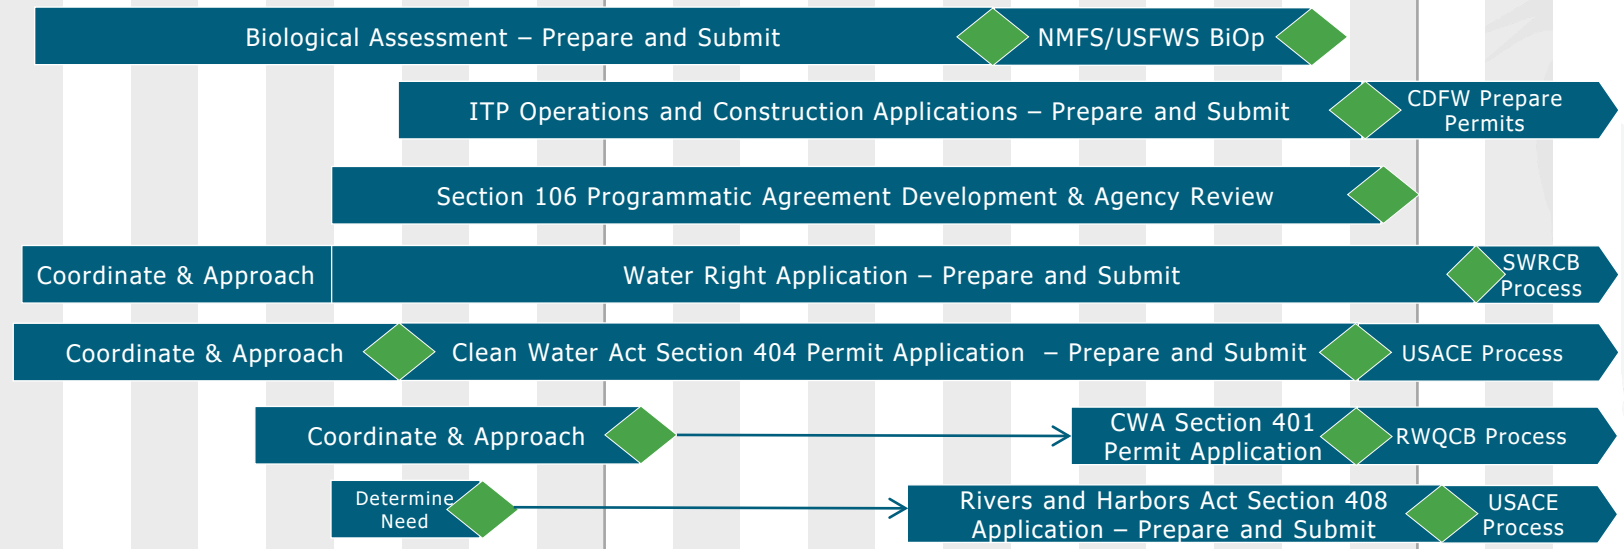 Biological Assessment – Prepare and Submit
NMFS/USFWS BiOp
ITP Operations and Construction Applications – Prepare and Submit
CDFW Prepare
Permits
Section 106 Programmatic Agreement Development & Agency Review
Coordinate & Approach
Water Right Application – Prepare and Submit
SWRCB
Process
Coordinate & Approach
Clean Water Act Section 404 Permit Application – Prepare and Submit
USACE Process
Coordinate & Approach
CWA Section 401
Permit Application
RWQCB Process
Determine
Need
Rivers and Harbors Act Section 408
Application – Prepare and Submit
USACE
Process